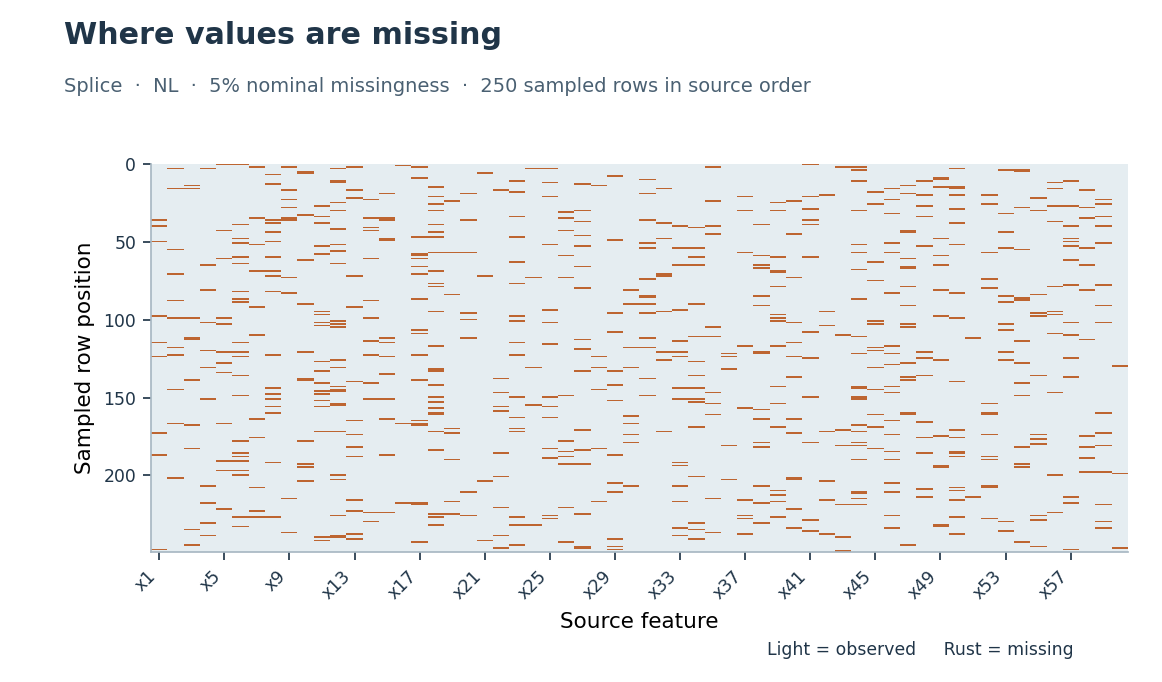 Where values are missing
Splice · NL · 5% nominal missingness · 250 sampled rows in source order
Sampled row position
0
50
100
150
200
x1 x5 x9 x13 x17 x21 x25 x29 x33 x37 x41 x45 x49 x53 x57
Source feature
Light = observed Rust = missing